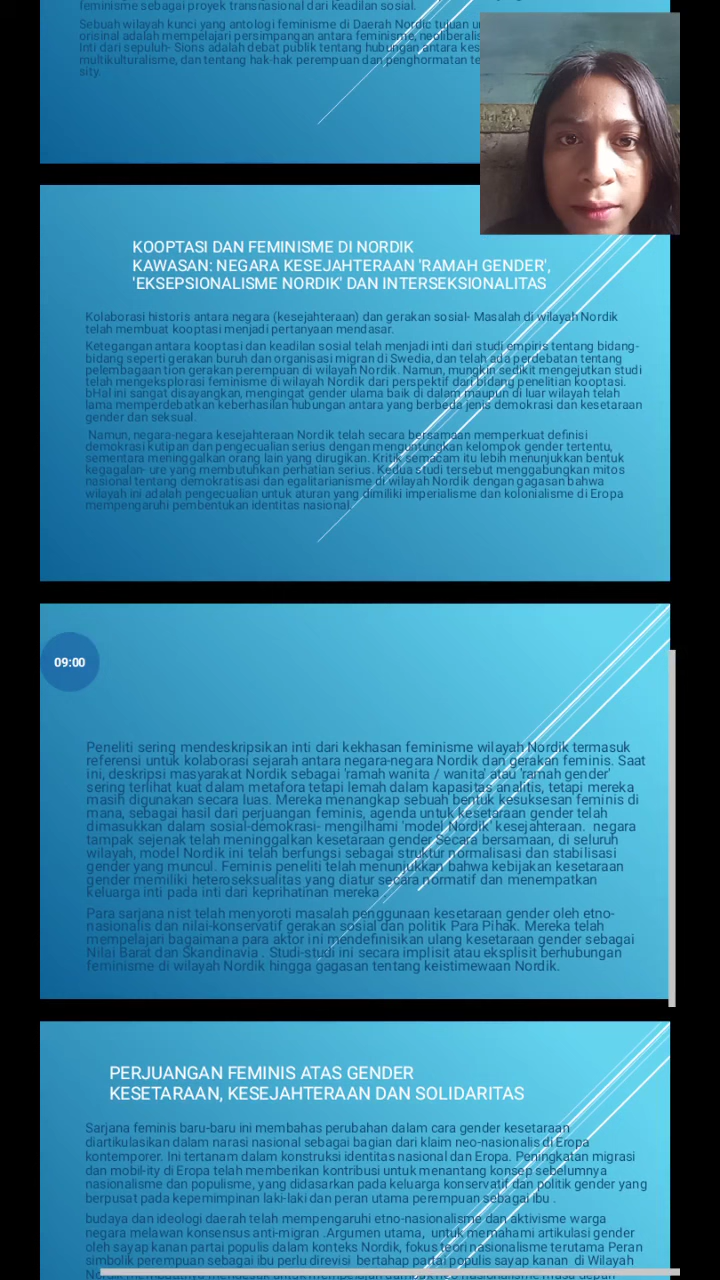 feminisme sebagai proyek transnasional dari keadilan sosial.
Sebuah wilayah kunci yang antologi feminisme di Daerah Nordic tujuan
orisinal adalah mempelajari persimpangan antara feminisme,
Inti dari sepuluh- Sions adalah debat publik tentang hubungan antara
multikulturalisme, dan tentang hak-hak perempuan dan penghormatan
sity.
KOOPTASI DAN FEMINISME DI NORDIK
KAWASAN: NEGARA KESEJAHTERAAN 'RAMAH GENDER',
'EKSEPSIONALISME NORDIK' DAN INTERSEKSIONALITAS
Kolaborasi historis antara negara (kesejahteraan) dan gerakan sosial- Masalah di wilayah Nordik
telah membuat kooptasi menjadi pertanyaan mendasar.
Ketegangan antara kooptasi dan keadilan sosial telah menjadi inti dari studi empiris tentang bidang-
bidang seperti gerakan buruh dan organisasi migran di Swedia, dan telah ada perdebatan tentang
pelembagaan tion gerakan perempuan di wilayah Nordik. Namun, mungkin sedikit mengejutkan studi
telah mengeksplorasi feminisme di wilayah Nordik dari perspektif dari bidang penelitian kooptasi.
bHal ini sangat disayangkan, mengingat gender ulama baik di dalam maupun di luar wilayah telah
lama memperdebatkan keberhasilan hubungan antara yang berbeda jenis demokrasi dan kesetaraan
gender dan seksual.
Namun, negara-negara kesejahteraan Nordik telah secara bersamaan memperkuat definisi
demokrasi kutipan dan pengecualian serius dengan menguntungkan kelompok gender tertentu,
sementara meninggalkan orang lain yang dirugikan. Kritik semacam itu lebih menunjukkan bentuk
kegagalan- ure yang membutuhkan perhatian serius. Kedua studi tersebut menggabungkan mitos
nasional tentang demokratisasi dan egalitarianisme di wilayah Nordik dengan gagasan bahwa
wilayah ini adalah pengecualian untuk aturan yang dimiliki imperialisme dan kolonialisme di Eropa
mempengaruhi pembentukan identitas nasional.
09:00
Peneliti sering mendeskripsikan inti dari kekhasan feminisme wilayah Nordik termasuk
referensi untuk kolaborasi sejarah antara negara-negara Nordik dan gerakan feminis. Saat
ini, deskripsi masyarakat Nordik sebagai 'ramah wanita / wanita' atau 'ramah gender'
sering terlihat kuat dalam metafora tetapi lemah dalam kapasitas analitis, tetapi mereka
masih digunakan secara luas. Mereka menangkap sebuah bentuk kesuksesan feminis di
mana, sebagai hasil dari perjuangan feminis, agenda untuk kesetaraan gender telah
dimasukkan dalam sosial-demokrasi- mengilhami 'model Nordik' kesejahteraan. negara
tampak sejenak telah meninggalkan kesetaraan gender Secara bersamaan, di seluruh
wilayah, model Nordik ini telah berfungsi sebagai struktur normalisasi dan stabilisasi
gender yang muncul. Feminis peneliti telah menunjukkan bahwa kebijakan kesetaraan
gender memiliki heteroseksualitas yang diatur secara normatif dan menempatkan
keluarga inti pada inti dari keprihatinan mereka
Para sarjana nist telah menyoroti masalah penggunaan kesetaraan gender oleh etno-
nasionalis dan nilai-konservatif gerakan sosial dan politik Para Pihak. Mereka telah
mempelajari bagaimana para aktor ini mendefinisikan ulang kesetaraan gender sebagai
Nilai Barat dan Skandinavia . Studi-studi ini secara implisit atau eksplisit berhubungan
feminisme di wilayah Nordik hingga gagasan tentang keistimewaan Nordik.
PERJUANGAN FEMINIS ATAS GENDER
KESETARAAN, KESEJAHTERAAN DAN SOLIDARITAS
Sarjana feminis baru-baru ini membahas perubahan dalam cara gender kesetaraan
diartikulasikan dalam narasi nasional sebagai bagian dari klaim neo-nasionalis di Eropa
kontemporer. Ini tertanam dalam konstruksi identitas nasional dan Eropa. Peningkatan migrasi
dan mobil-ity di Eropa telah memberikan kontribusi untuk menantang konsep sebelumnya
nasionalisme dan populisme, yang didasarkan pada keluarga konservatif dan politik gender yang
berpusat pada kepemimpinan laki-laki dan peran utama perempuan sebagai ibu .
budaya dan ideologi daerah telah mempengaruhi etno-nasionalisme dan aktivisme warga
negara melawan konsensus anti-migran .Argumen utama, untuk memahami artikulasi gender
oleh sayap kanan partai populis dalam konteks Nordik, fokus teori nasionalisme terutama Peran
simbolik perempuan sebagai ibu perlu direvisi bertahap partai populis sayap kanan di Wilayah